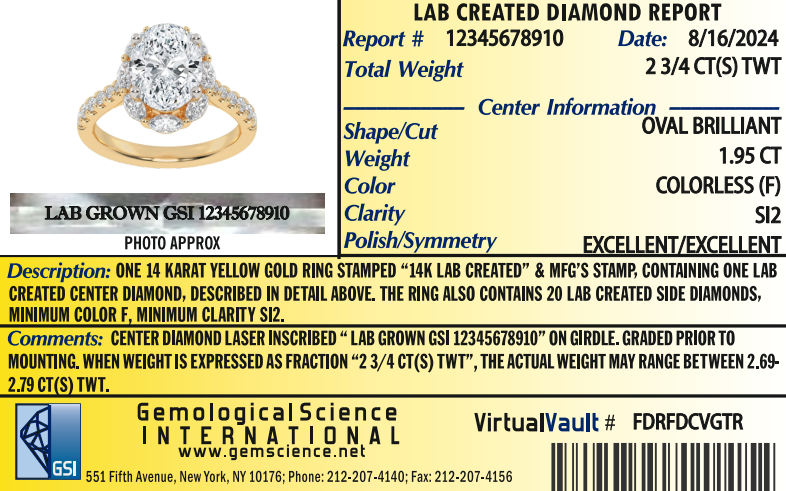 LAB CREATED DIAMOND REPORT
Report # 12345678910 Date: 8/16/2024
Total Weight 2 3/4 CT(S) TWT
Center Information
Shape/Cut OVAL BRILLIANT
Weight 1.95 CT
Color COLORLESS (F)
Clarity SI2
Polish/Symmetry EXCELLENT/EXCELLENT
LAB GROWN GSI 12345678910
PHOTO APPROX
Description: ONE 14 KARAT YELLOW GOLD RING STAMPED “14K LAB CREATED” & MFG’S STAMP, CONTAINING ONE LAB
CREATED CENTER DIAMOND, DESCRIBED IN DETAIL ABOVE. THE RING ALSO CONTAINS 20 LAB CREATED SIDE DIAMONDS,
MINIMUM COLOR F, MINIMUM CLARITY SI2.
Comments: CENTER DIAMOND LASER INSCRIBED “ LAB GROWN GSI 12345678910” ON GIRDLE. GRADED PRIOR TO
MOUNTING. WHEN WEIGHT IS EXPRESSED AS FRACTION “2 3/4 CT(S) TWT”, THE ACTUAL WEIGHT MAY RANGE BETWEEN 2.69-
2.79 CT(S) TWT.
GSI
Gemological Science
INTERNATIONAL
www.gemscience.net
551 Fifth Avenue, New York, NY 10176; Phone: 212-207-4140; Fax: 212-207-4156
VirtualVault # FDRFDCVGTR